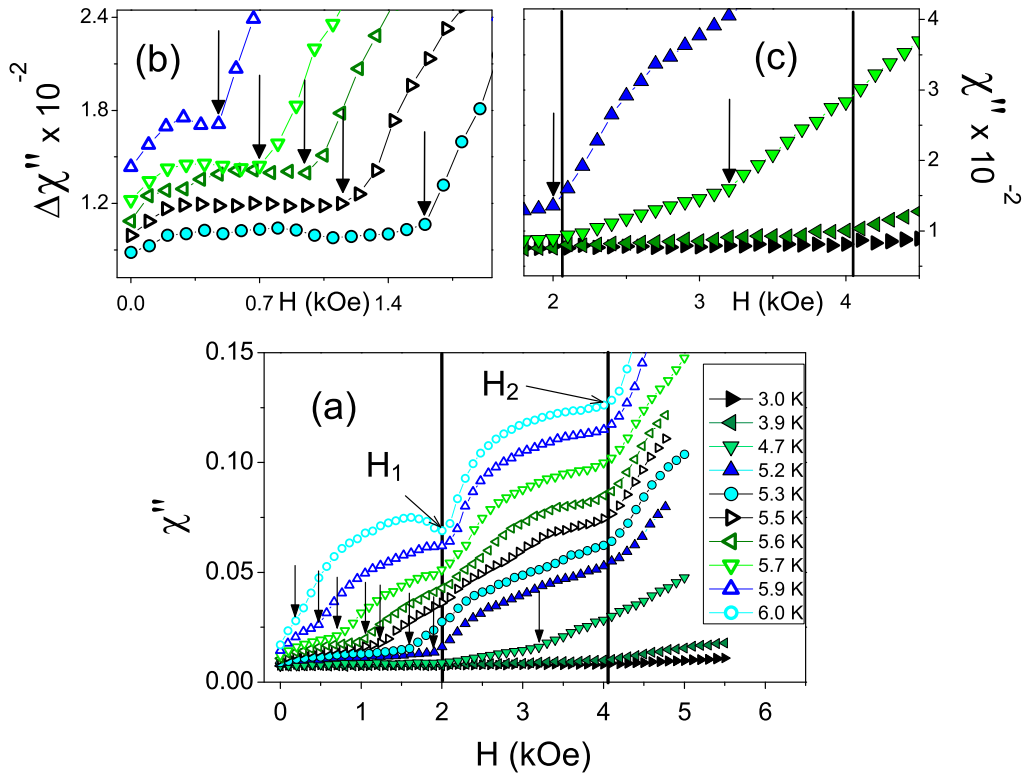 2.4
1.8
1.2
Δχ" x 10⁻²
(b)
0.0 0.7 1.4
H (kOe)
(c)
4
3
2
1
χ" x 10⁻²
2 3 4
H (kOe)
0.15
0.10
0.05
0.00
χ"
(a)
H₁
H₂
3.0 K
3.9 K
4.7 K
5.2 K
5.3 K
5.5 K
5.6 K
5.7 K
5.9 K
6.0 K
0 1 2 3 4 5 6
H (kOe)